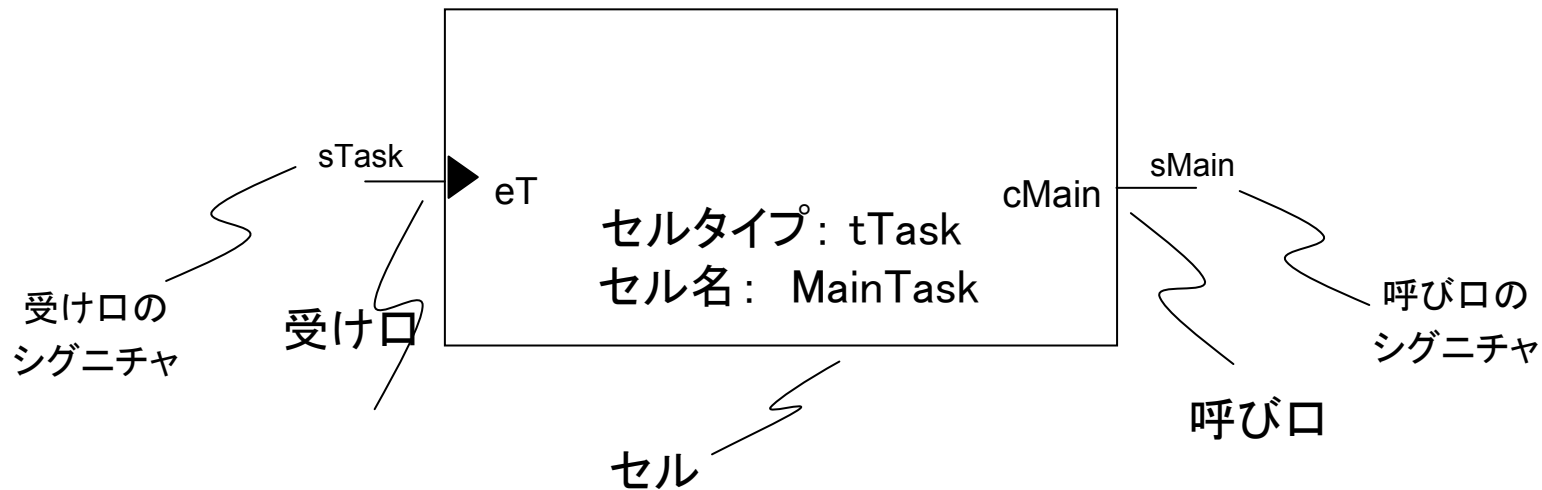 sTask
eT
cMain
sMain
セルタイプ: tTask
セル名: MainTask
受け口の
シグニチャ
受け口
セル
呼び口
呼び口の
シグニチャ